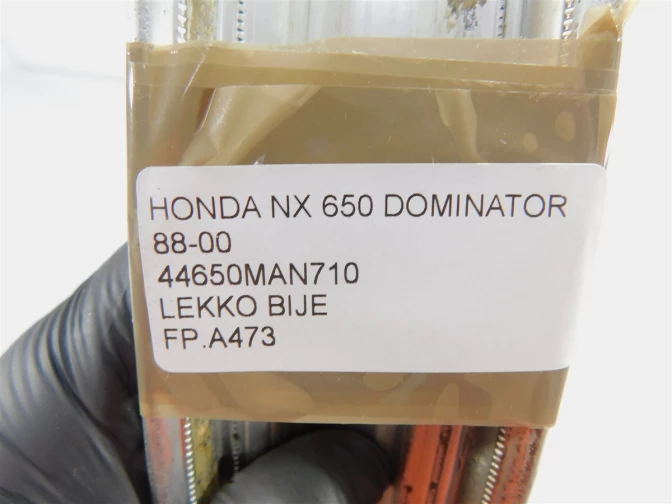 HONDA NX 650 DOMINATOR
88-00
44650MAN710
LEKKO BIJE
FP.A473